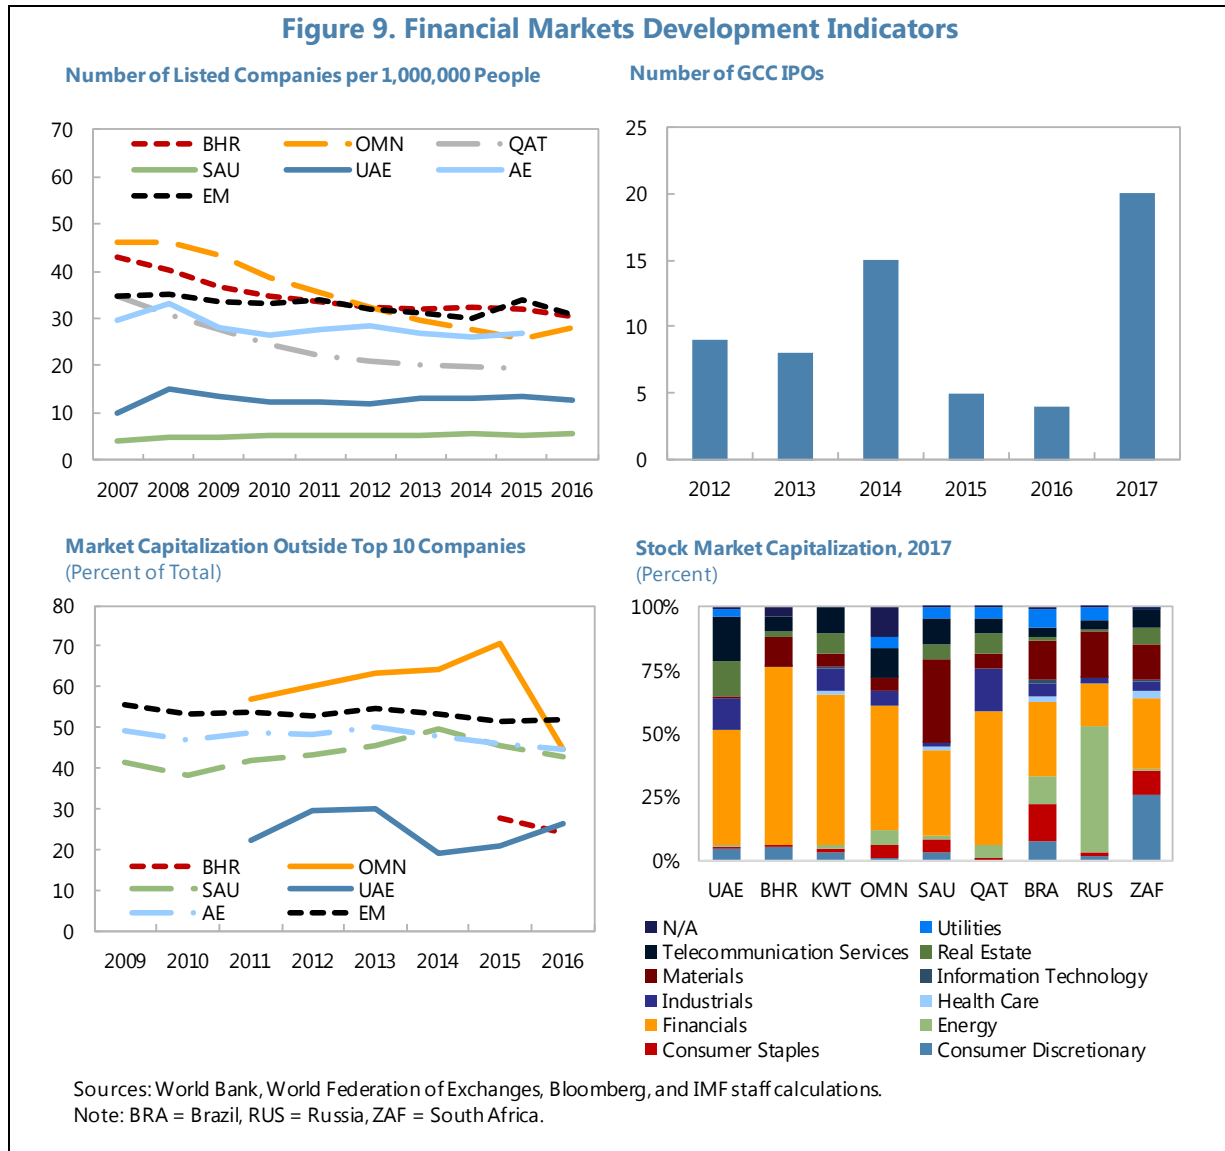 Figure 9. Financial Markets Development Indicators
Number of Listed Companies per 1,000,000 People
70
60
50
40
30
20
10
0
BHR OMN QAT
SAU UAE AE
EM
2007 2008 2009 2010 2011 2012 2013 2014 2015 2016
Number of GCC IPOs
25
20
15
10
5
0
2012 2013 2014 2015 2016 2017
Market Capitalization Outside Top 10 Companies
(Percent of Total)
80
70
60
50
40
30
20
10
0
BHR OMN
SAU UAE
AE EM
2009 2010 2011 2012 2013 2014 2015 2016
Stock Market Capitalization, 2017
(Percent)
100%
75%
50%
25%
0%
UAE BHR KWT OMN SAU QAT BRA RUS ZAF
N/A Utilities
Telecommunication Services Real Estate
Materials Information Technology
Industrials Health Care
Financials Energy
Consumer Staples Consumer Discretionary
Sources: World Bank, World Federation of Exchanges, Bloomberg, and IMF staff calculations.
Note: BRA = Brazil, RUS = Russia, ZAF = South Africa.